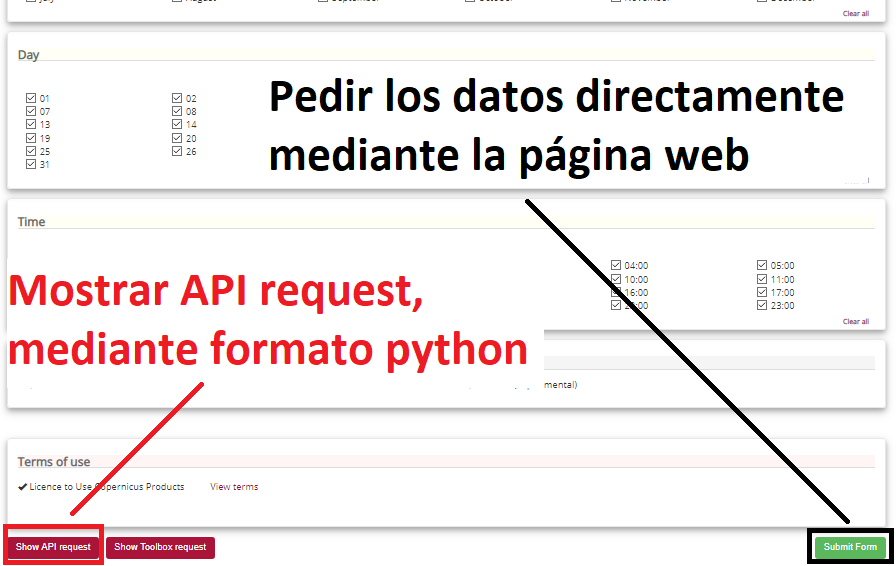 July August September October November December
Clear all
Day
01 02
07 08
13 14
19 20
25 26
31
Pedir los datos directamente
mediante la página web
Time
04:00 05:00
10:00 11:00
16:00 17:00
23:00
Clear all
Mostrar API request,
mediante formato python
mental)
Terms of use
Licence to Use Copernicus Products View terms
Show API request Show Toolbox request Submit Form